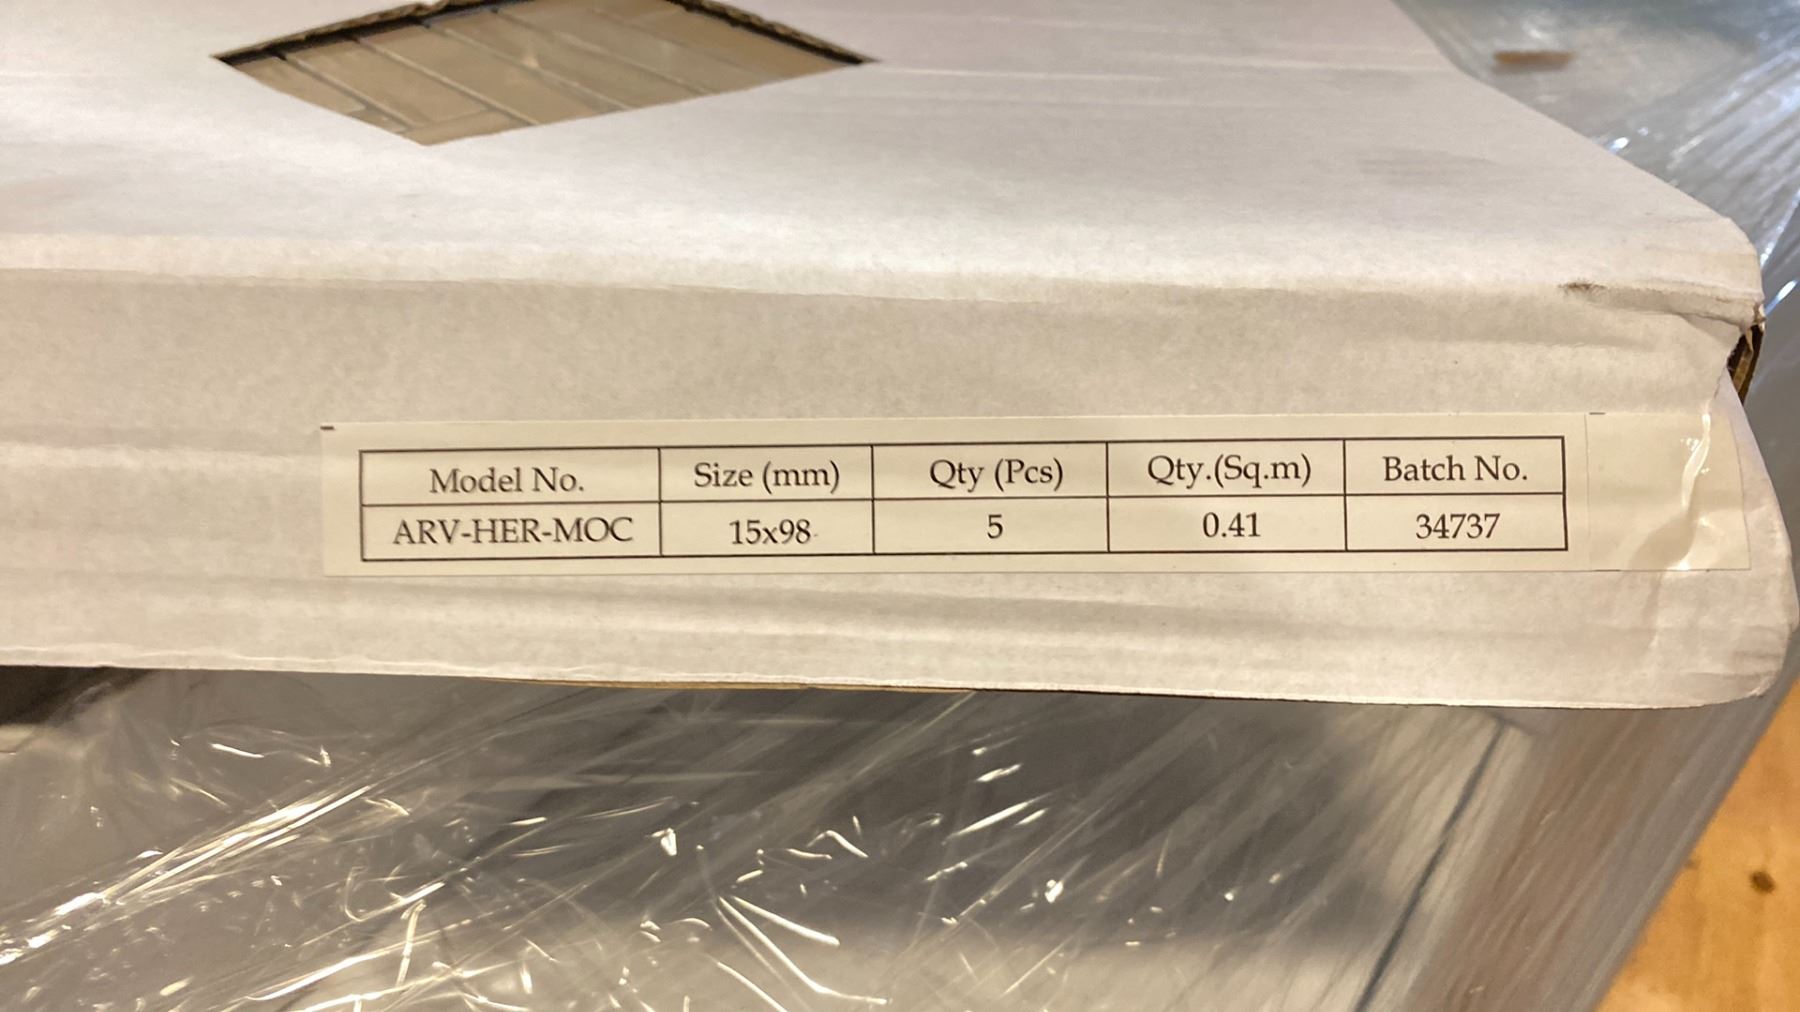 Model No. Size (mm) Qty (Pcs) Qty.(Sq.m) Batch No.
ARV-HER-MOC 15x98 5 0.41 34737